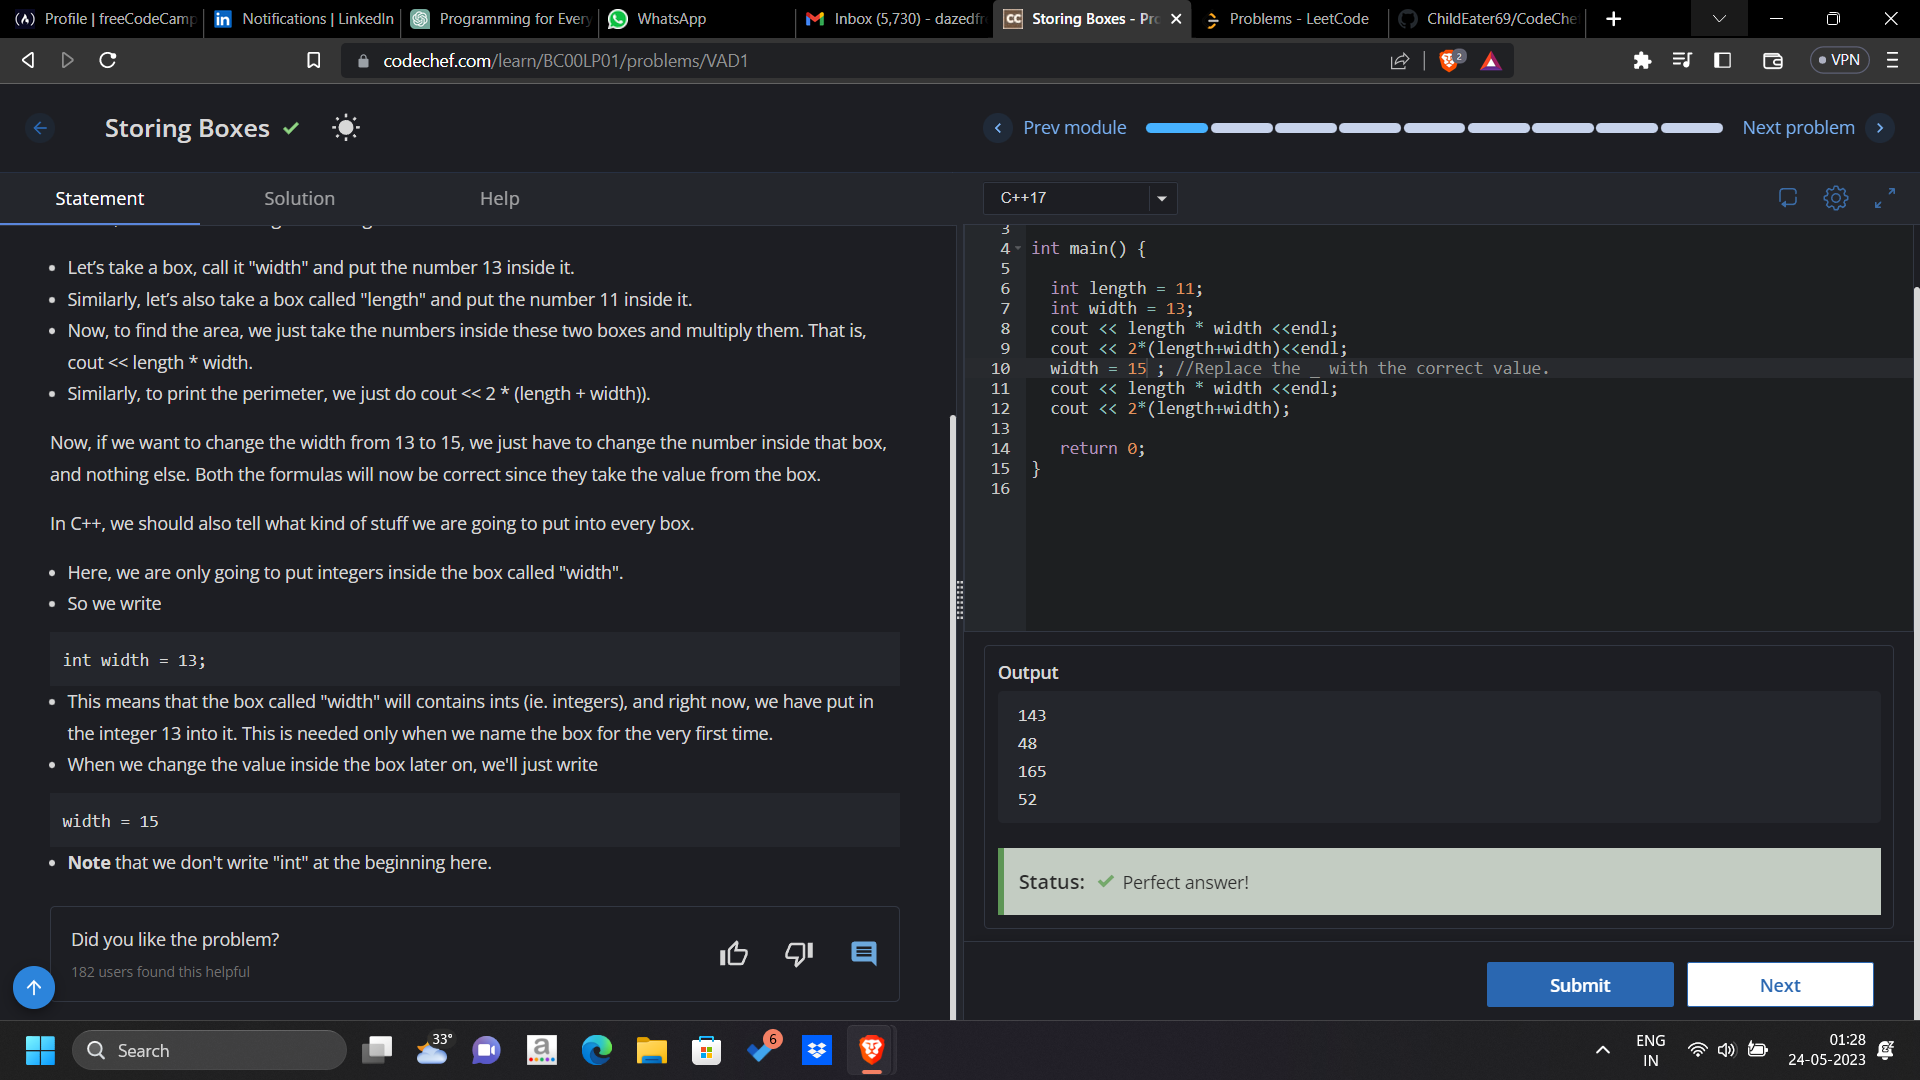 Profile | freeCodeCamp
Notifications | LinkedIn
Programming for Every
WhatsApp
Inbox (5,730) - dazedfr
CC Storing Boxes - Pro
Problems - LeetCode
ChildEater69/CodeChe
codechef.com/learn/BC00LP01/problems/VAD1
2
VPN
Storing Boxes
Prev module
Next problem
Statement
Solution
Help
C++17
• Let’s take a box, call it "width" and put the number 13 inside it.
• Similarly, let’s also take a box called "length" and put the number 11 inside it.
• Now, to find the area, we just take the numbers inside these two boxes and multiply them. That is,
cout << length * width.
• Similarly, to print the perimeter, we just do cout << 2 * (length + width)).
Now, if we want to change the width from 13 to 15, we just have to change the number inside that box,
and nothing else. Both the formulas will now be correct since they take the value from the box.
In C++, we should also tell what kind of stuff we are going to put into every box.
• Here, we are only going to put integers inside the box called "width".
• So we write
int width = 13;
• This means that the box called "width" will contains ints (ie. integers), and right now, we have put in
the integer 13 into it. This is needed only when we name the box for the very first time.
• When we change the value inside the box later on, we'll just write
width = 15
• Note that we don't write "int" at the beginning here.
Did you like the problem?
182 users found this helpful
3
4 int main() {
5
6 int length = 11;
7 int width = 13;
8 cout << length * width <<endl;
9 cout << 2*(length+width)<<endl;
10 width = 15 ; //Replace the _ with the correct value.
11 cout << length * width <<endl;
12 cout << 2*(length+width);
13
14 return 0;
15 }
16
Output
143
48
165
52
Status: Perfect answer!
Submit
Next
Search
33°
a
6
ENG
IN
01:28
24-05-2023